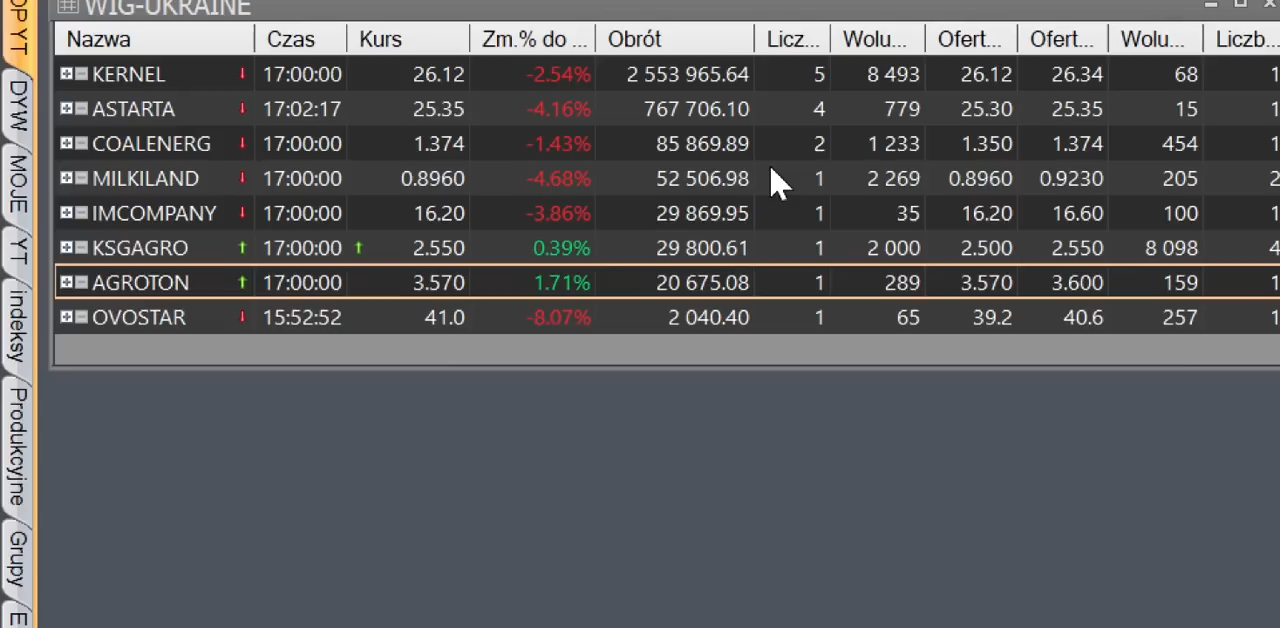 WIG-UKRAINE
Nazwa Czas Kurs Zm.% do ... Obrót Licz... Wolu... Ofert... Ofert... Wolu... Liczb...
KERNEL 17:00:00 26.12 -2.54% 2 553 965.64 5 8 493 26.12 26.34 68 1
ASTARTA 17:02:17 25.35 -4.16% 767 706.10 4 779 25.30 25.35 15 1
COALENERG 17:00:00 1.374 -1.43% 85 869.89 2 1 233 1.350 1.374 454 1
MILKILAND 17:00:00 0.8960 -4.68% 52 506.98 1 2 269 0.8960 0.9230 205 2
IMCOMPANY 17:00:00 16.20 -3.86% 29 869.95 1 35 16.20 16.60 100 1
KSGAGRO 17:00:00 2.550 0.39% 29 800.61 1 2 000 2.500 2.550 8 098 4
AGROTON 17:00:00 3.570 1.71% 20 675.08 1 289 3.570 3.600 159 1
OVOSTAR 15:52:52 41.0 -8.07% 2 040.40 1 65 39.2 40.6 257 1
OP YT
DYW
MOJE
YT
indeksy
Produkcyjne
Grupy
E